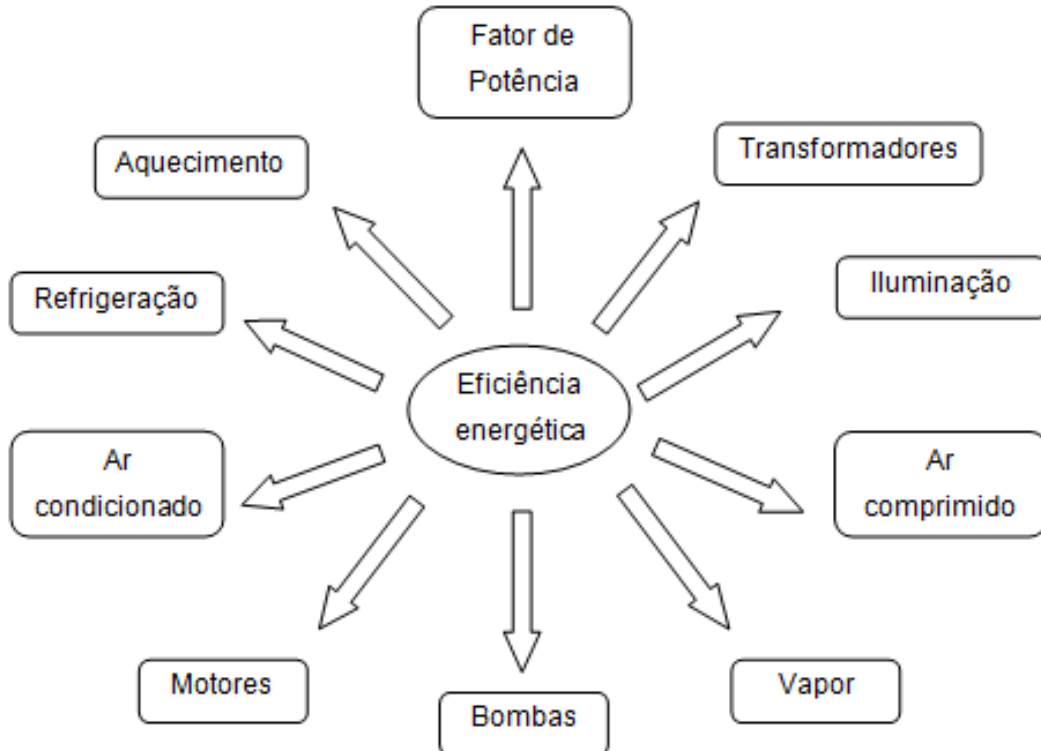 Fator de
Potência
Aquecimento
Transformadores
Refrigeração
Iluminação
Eficiência
energética
Ar
condicionado
Ar
comprimido
Motores
Bombas
Vapor